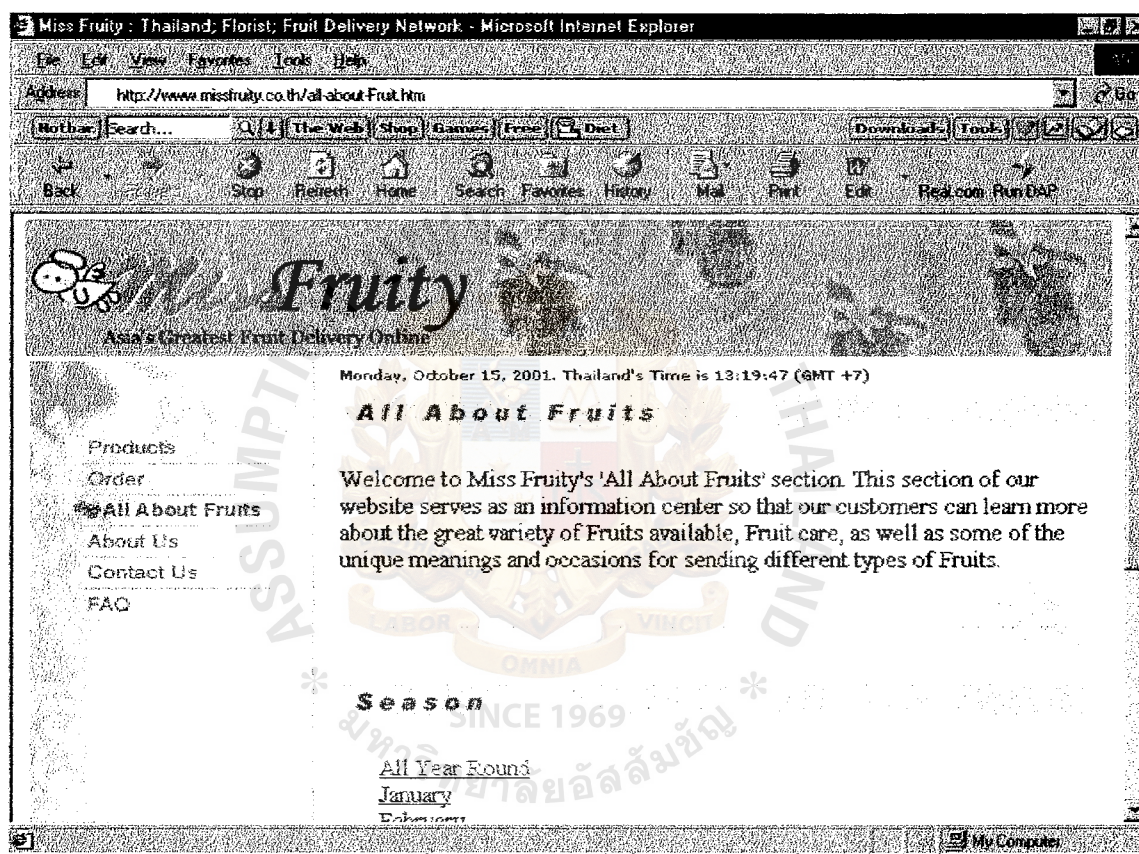 Miss Fruity : Thailand; Florist; Fruit Delivery Network - Microsoft Internet Explorer
File Edit View Favorites Tools Help
Address http://www.missfruity.co.th/all-about-Fruit.htm Go
Hotbar Search... The Web Shop Games Free Diet Downloads Tools
Back Stop Refresh Home Search Favorites History Mail Print Edit Real.com Run DAP
Miss Fruity
Asia's Greatest Fruit Delivery Online
Monday, October 15, 2001. Thailand's Time is 13:19:47 (GMT +7)
All About Fruits
Products
Order
All About Fruits
About Us
Contact Us
FAQ
Welcome to Miss Fruity's 'All About Fruits' section. This section of our
website serves as an information center so that our customers can learn more
about the great variety of Fruits available, Fruit care, as well as some of the
unique meanings and occasions for sending different types of Fruits.
Season
All Year Round
January
February
My Computer
ASSUMPTI
THAILAND
LABOR
VINCIT
OMNIA
SINCE 1969